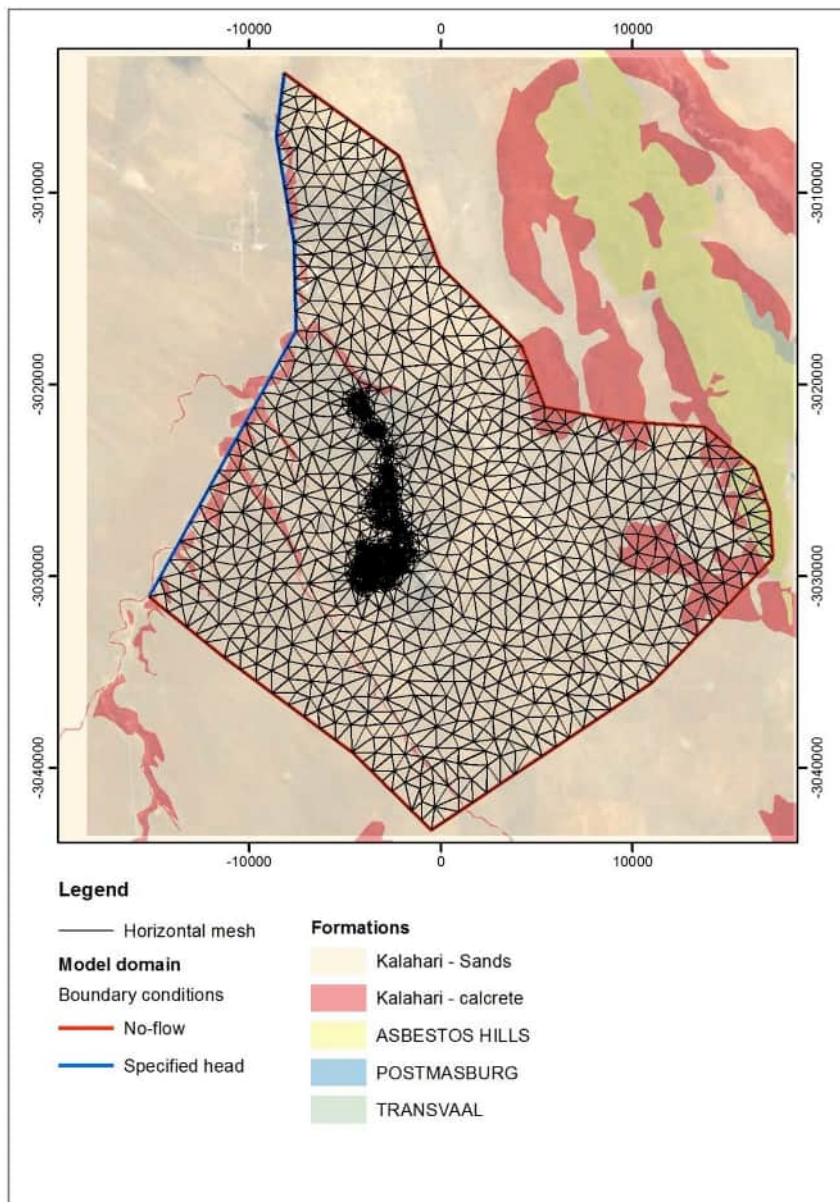 -10000 0 10000
-3010000 -3010000
-3020000 -3020000
-3030000 -3030000
-3040000 -3040000
-10000 0 10000
Legend
Horizontal mesh
Model domain
Boundary conditions
No-flow
Specified head
Formations
Kalahari - Sands
Kalahari - calcrete
ASBESTOS HILLS
POSTMASBURG
TRANSVAAL